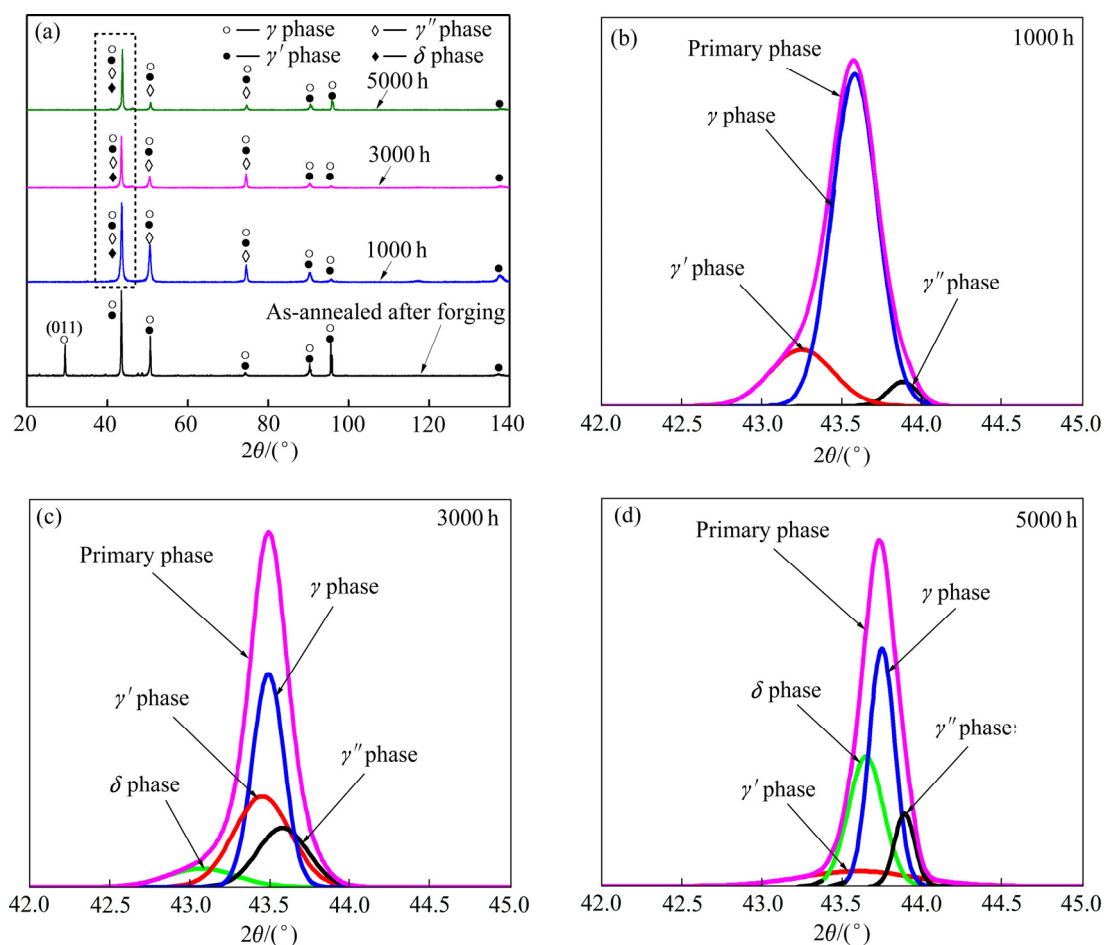 (a)
○ — γ phase ◇ — γ″ phase
● — γ′ phase ◆ — δ phase
5000 h
3000 h
1000 h
As-annealed after forging
(011)
20 40 60 80 100 120 140
2θ/(°)
(b) 1000 h
Primary phase
γ phase
γ′ phase
γ″ phase
42.0 42.5 43.0 43.5 44.0 44.5 45.0
2θ/(°)
(c) 3000 h
Primary phase
γ phase
γ′ phase
γ″ phase
δ phase
42.0 43.0 43.5 44.0 44.5 45.0
2θ/(°)
(d) 5000 h
Primary phase
γ phase
δ phase
γ″ phase
γ′ phase
42.0 43.0 43.5 44.0 44.5 45.0
2θ/(°)